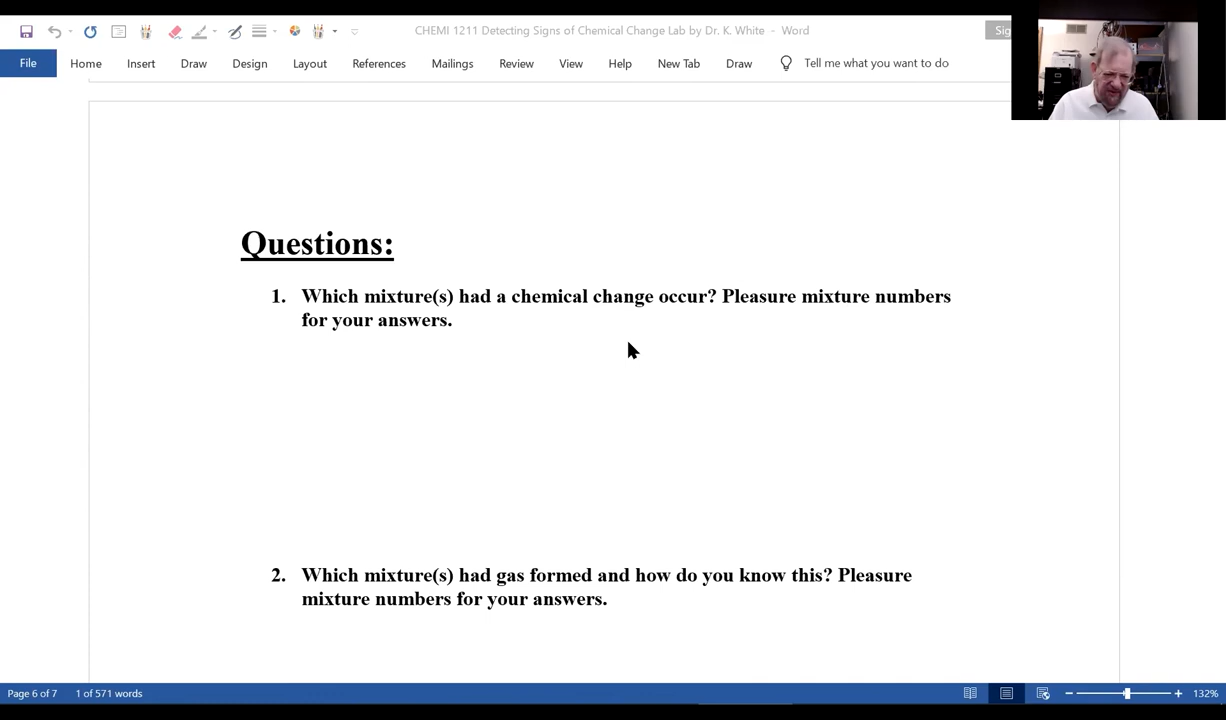 CHEMI 1211 Detecting Signs of Chemical Change Lab by Dr. K. White - Word
Sig
File Home Insert Draw Design Layout References Mailings Review View Help New Tab Draw Tell me what you want to do
Questions:
1. Which mixture(s) had a chemical change occur? Pleasure mixture numbers
for your answers.
2. Which mixture(s) had gas formed and how do you know this? Pleasure
mixture numbers for your answers.
Page 6 of 7 1 of 571 words 132%